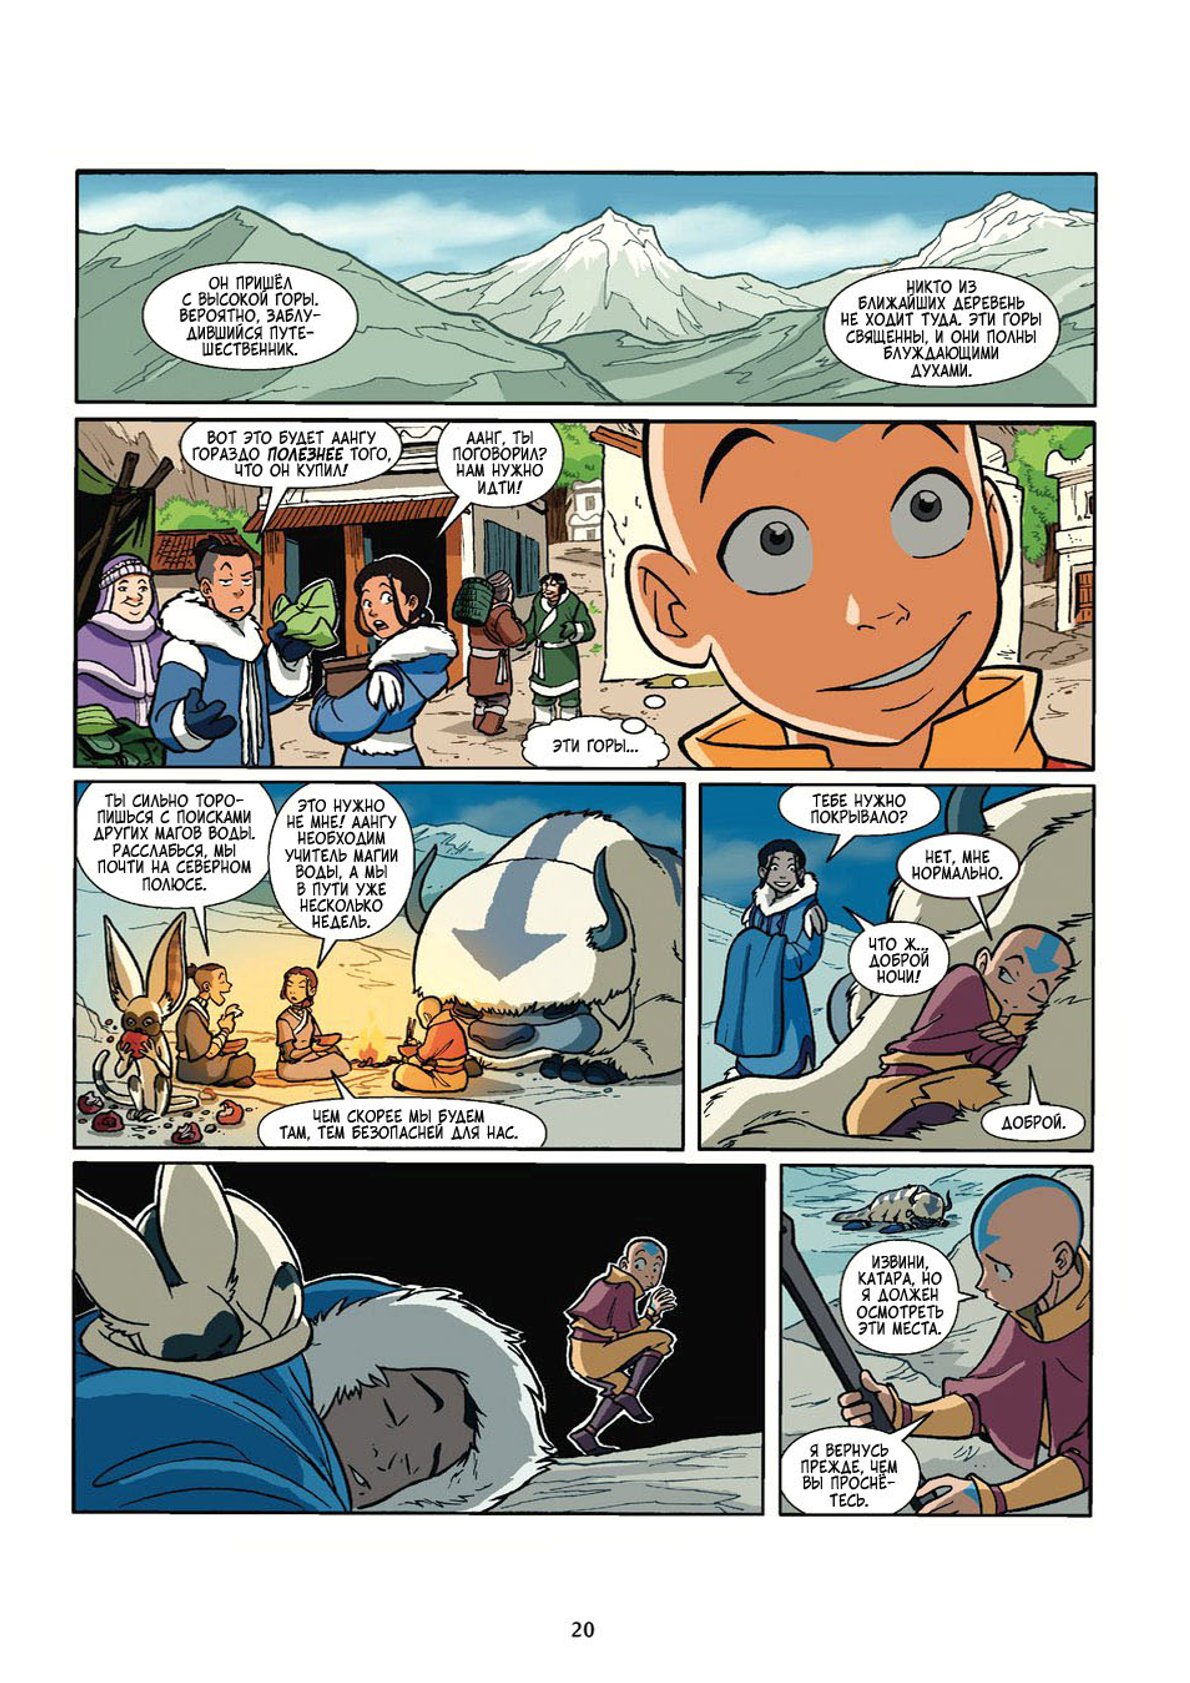 ОН ПРИШЁЛ
С ВЫСОКОЙ ГОРЫ.
ВЕРОЯТНО, ЗАБЛУ-
ДИВШИЙСЯ ПУТЕ-
ШЕСТВЕННИК.
НИКТО ИЗ
БЛИЖАЙШИХ ДЕРЕВЕНЬ
НЕ ХОДИТ ТУДА. ЭТИ ГОРЫ
СВЯЩЕННЫ, И ОНИ ПОЛНЫ
БЛУЖДАЮЩИМИ
ДУХАМИ.
ВОТ ЭТО БУДЕТ ААНГУ
ГОРАЗДО ПОЛЕЗНЕЕ ТОГО,
ЧТО ОН КУПИЛ!
ААНГ, ТЫ
ПОГОВОРИЛ?
НАМ НУЖНО
ИДТИ!
ЭТИ ГОРЫ...
ТЫ СИЛЬНО ТОРО-
ПИШЬСЯ С ПОИСКАМИ
ДРУГИХ МАГОВ ВОДЫ.
РАССЛАБЬСЯ, МЫ
ПОЧТИ НА СЕВЕРНОМ
ПОЛЮСЕ.
ЭТО НУЖНО
НЕ МНЕ! ААНГУ
НЕОБХОДИМ
УЧИТЕЛЬ МАГИИ
ВОДЫ, А МЫ
В ПУТИ УЖЕ
НЕСКОЛЬКО
НЕДЕЛЬ.
ЧЕМ СКОРЕЕ МЫ БУДЕМ
ТАМ, ТЕМ БЕЗОПАСНЕЙ ДЛЯ НАС.
ТЕБЕ НУЖНО
ПОКРЫВАЛО?
НЕТ, МНЕ
НОРМАЛЬНО.
ЧТО Ж...
ДОБРОЙ
НОЧИ!
ДОБРОЙ.
ИЗВИНИ,
КАТАРА, НО
Я ДОЛЖЕН
ОСМОТРЕТЬ
ЭТИ МЕСТА.
Я ВЕРНУСЬ
ПРЕЖДЕ, ЧЕМ
ВЫ ПРОСНЁ-
ТЕСЬ.
20